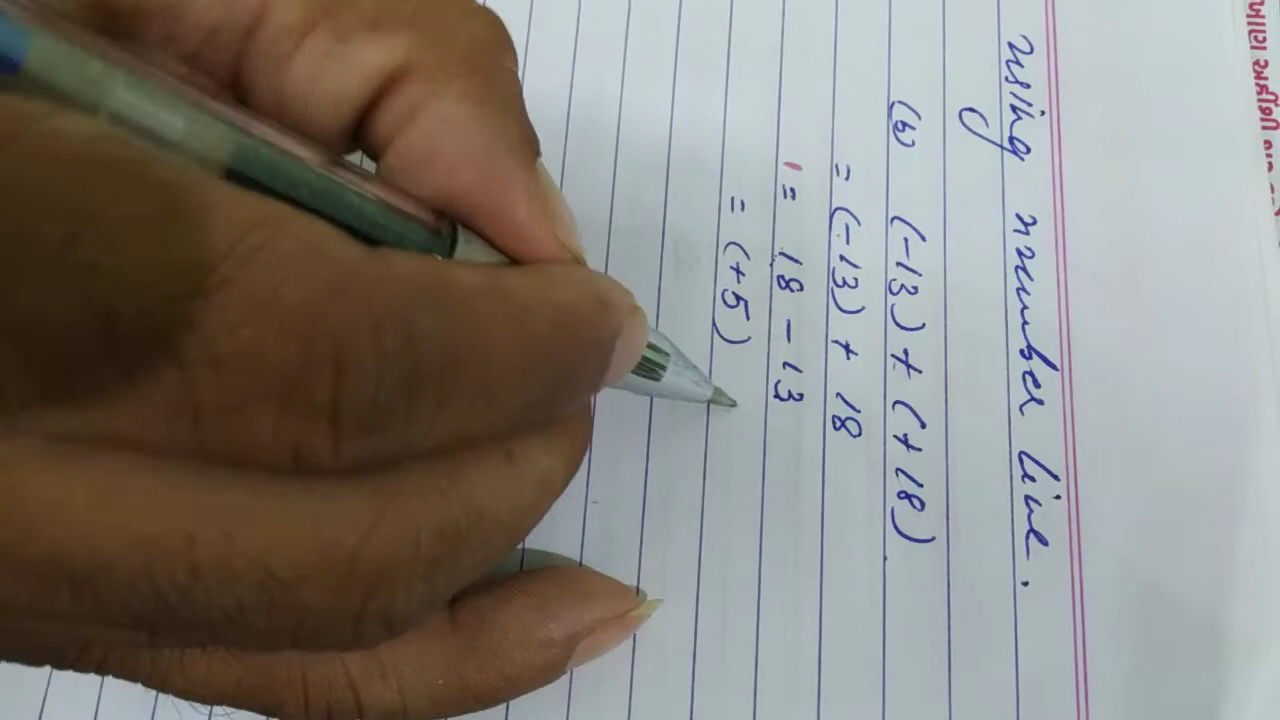 using number line.
(b) (-13) + (+18)
= (-13) + 18
= 18 - 13
= (+5)